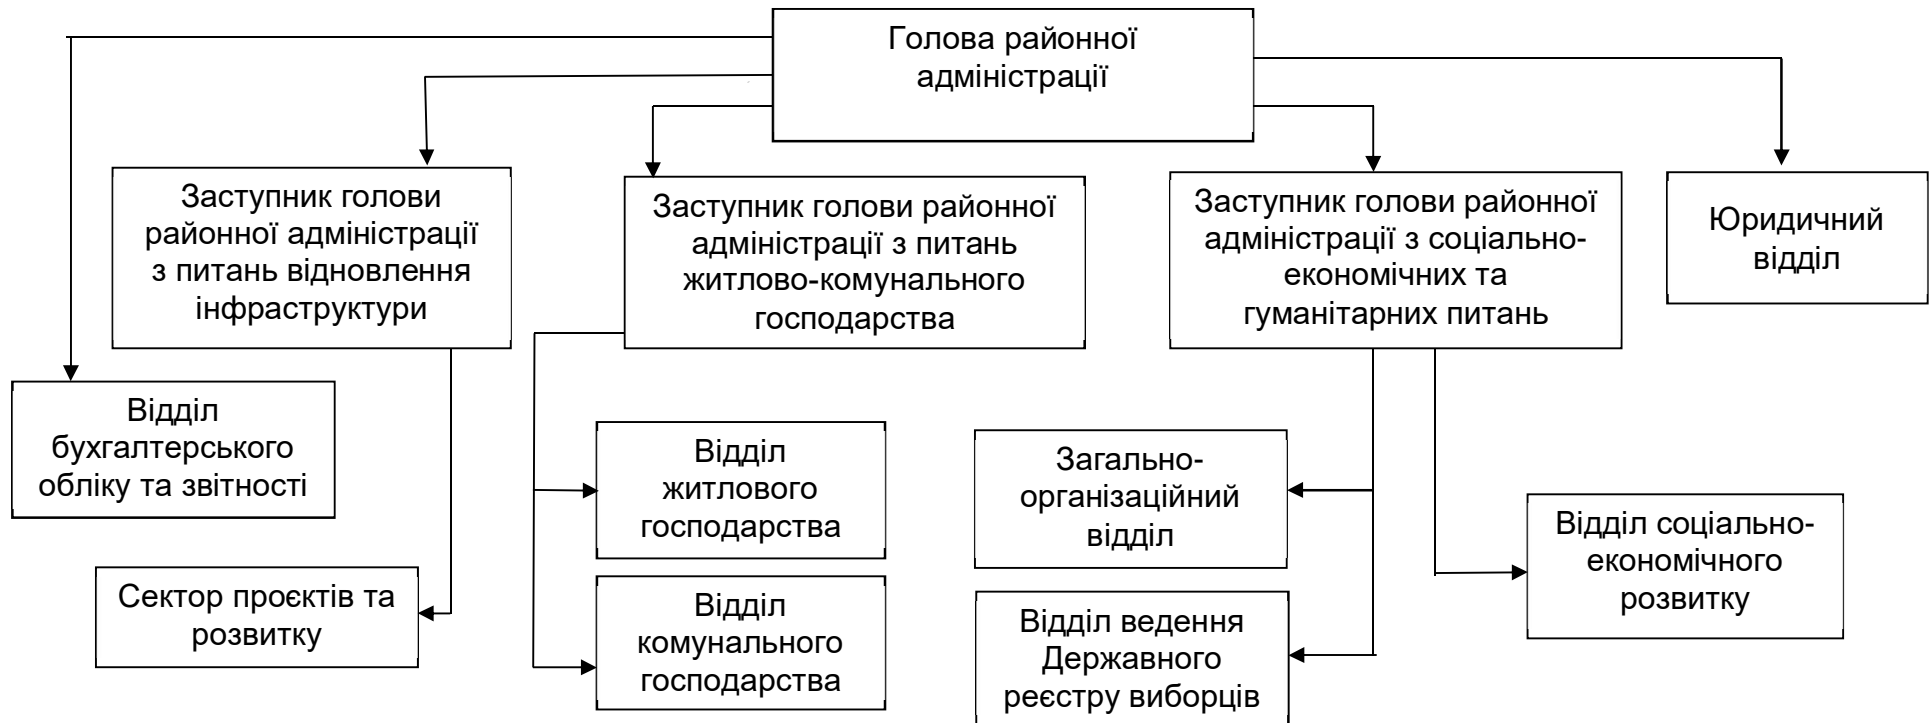 Голова районної
адміністрації
Заступник голови
районної адміністрації
з питань відновлення
інфраструктури
Заступник голови районної
адміністрації з питань
житлово-комунального
господарства
Заступник голови районної
адміністрації з соціально-
економічних та
гуманітарних питань
Юридичний
відділ
Відділ
бухгалтерського
обліку та звітності
Відділ
житлового
господарства
Загально-
організаційний
відділ
Відділ соціально-
економічного
розвитку
Сектор проєктів та
розвитку
Відділ
комунального
господарства
Відділ ведення
Державного
реєстру виборців